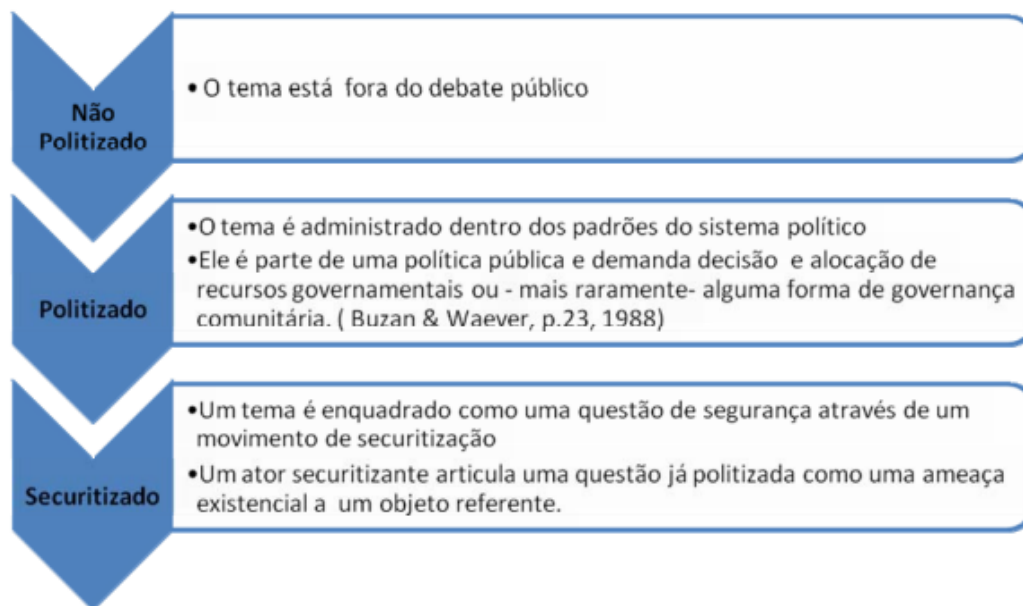 Não
Politizado
• O tema está fora do debate público
Politizado
•O tema é administrado dentro dos padrões do sistema político
•Ele é parte de uma política pública e demanda decisão e alocação de
recursos governamentais ou - mais raramente- alguma forma de governança
comunitária. ( Buzan & Waever, p.23, 1988)
Securitizado
•Um tema é enquadrado como uma questão de segurança através de um
movimento de securitização
•Um ator securitizante articula uma questão já politizada como uma ameaça
existencial a um objeto referente.